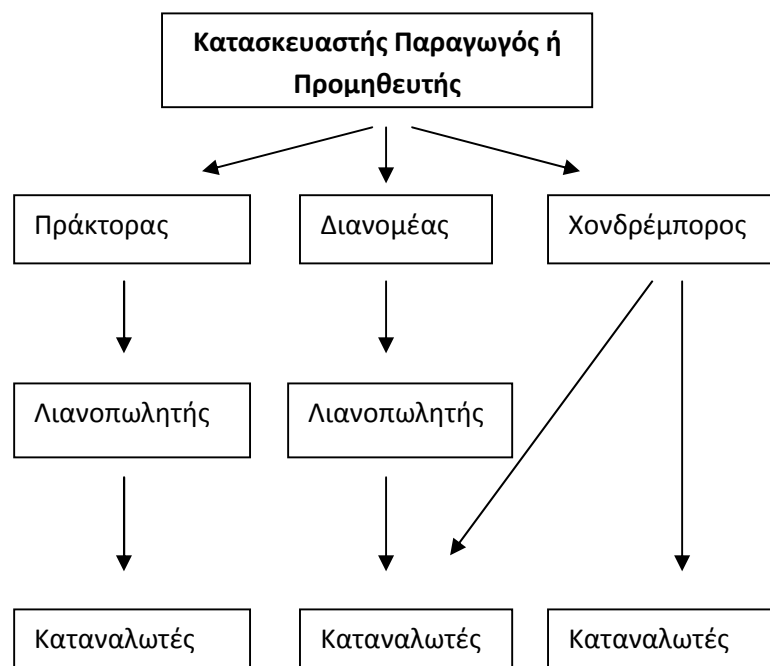 Κατασκευαστής Παραγωγός ή
Προμηθευτής
Πράκτορας
Διανομέας
Χονδρέμπορος
Λιανοπωλητής
Λιανοπωλητής
Καταναλωτές
Καταναλωτές
Καταναλωτές